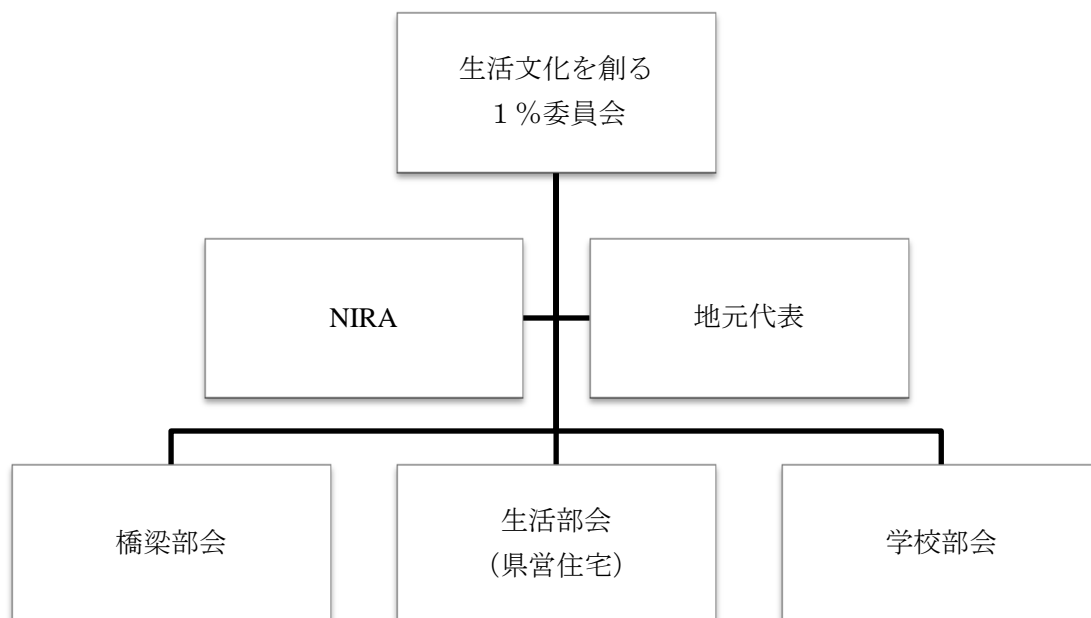 生活文化を創る
１％委員会
NIRA
地元代表
橋梁部会
生活部会
（県営住宅）
学校部会